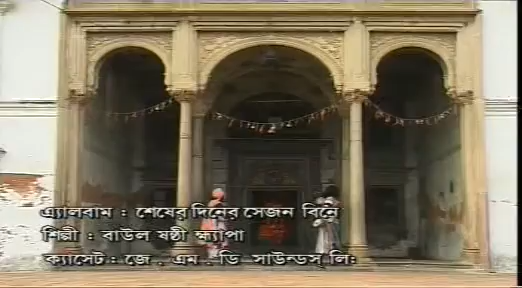 এ্যালবাম : শেষের দিনের সেজন বিনে
শিল্পী : বাউল ষষ্ঠী ক্ষ্যাপা
ক্যাসেট : জে . এম . ডি সাউন্ডস্ লি: